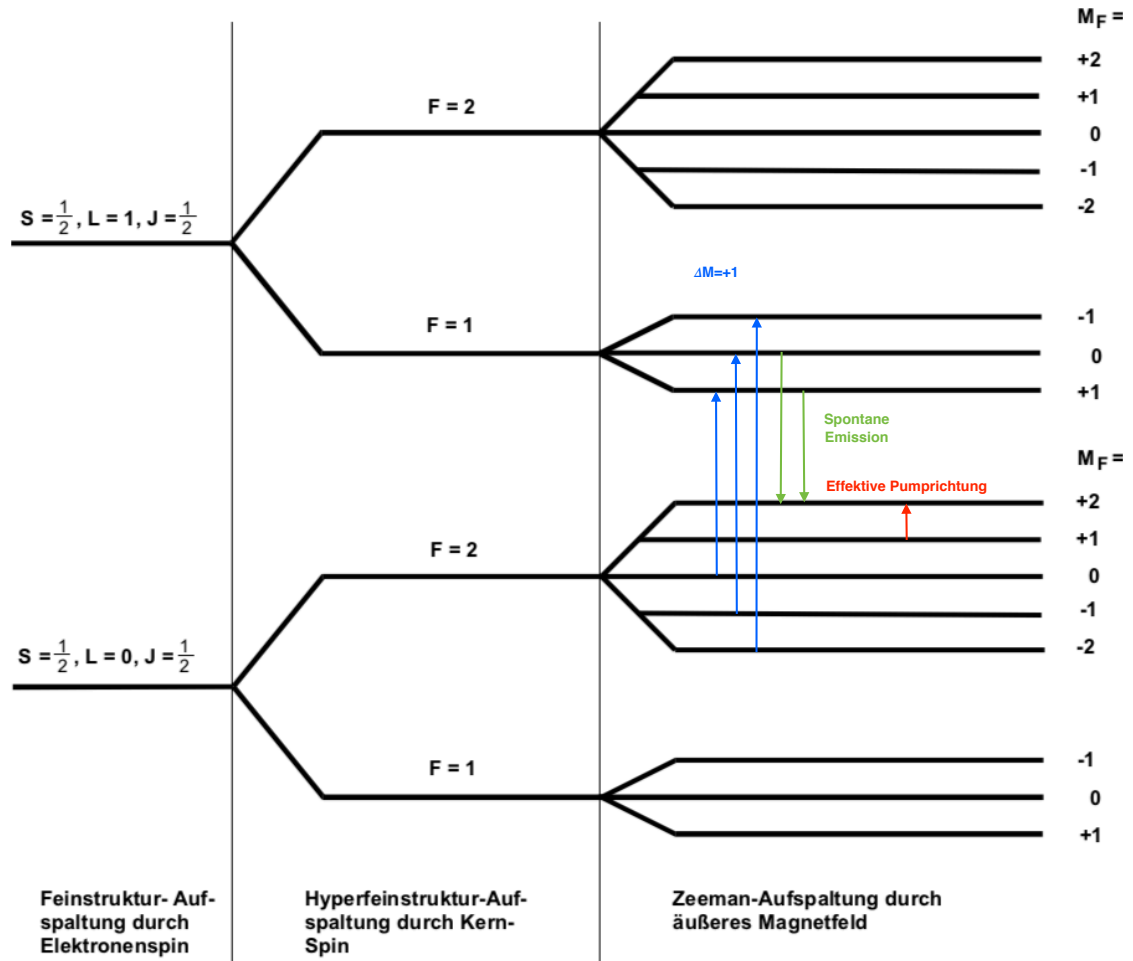 M F =
+2
+1
F = 2
0
-1
-2
S = 1/2 , L = 1, J = 1/2
ΔM=+1
-1
F = 1
0
+1
Spontane
Emission
M F =
Effektive Pumprichtung
+2
+1
F = 2
0
-1
-2
S = 1/2 , L = 0, J = 1/2
-1
F = 1
0
+1
Feinstruktur- Auf-
spaltung durch
Elektronenspin
Hyperfeinstruktur-Auf-
spaltung durch Kern-
Spin
Zeeman-Aufspaltung durch
äußeres Magnetfeld